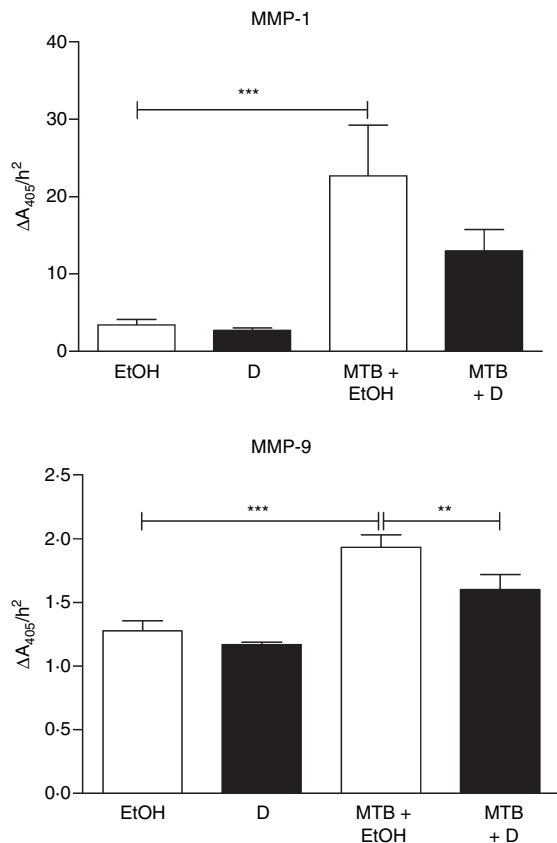 MMP-1
40
30
20
10
0
ΔA₄₀₅/h²
***
EtOH
D
MTB +
EtOH
MTB
+ D
MMP-9
2·5
2·0
1·5
1·0
0·5
0·0
ΔA₄₀₅/h²
***
**
EtOH
D
MTB +
EtOH
MTB
+ D